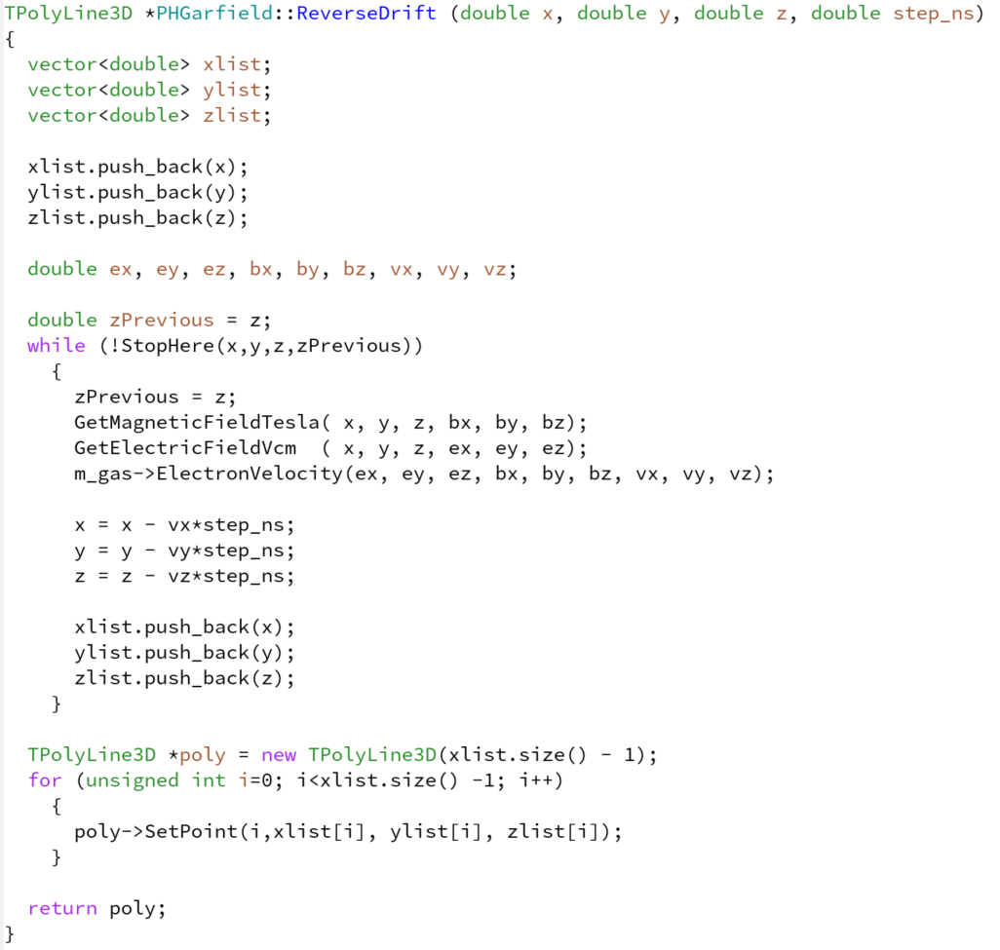 TPolyLine3D *PHGarfield::ReverseDrift (double x, double y, double z, double step_ns)
{
  vector<double> xlist;
  vector<double> ylist;
  vector<double> zlist;

  xlist.push_back(x);
  ylist.push_back(y);
  zlist.push_back(z);

  double ex, ey, ez, bx, by, bz, vx, vy, vz;

  double zPrevious = z;
  while (!StopHere(x,y,z,zPrevious))
    {
      zPrevious = z;
      GetMagneticFieldTesla( x, y, z, bx, by, bz);
      GetElectricFieldVcm  ( x, y, z, ex, ey, ez);
      m_gas->ElectronVelocity(ex, ey, ez, bx, by, bz, vx, vy, vz);

      x = x - vx*step_ns;
      y = y - vy*step_ns;
      z = z - vz*step_ns;

      xlist.push_back(x);
      ylist.push_back(y);
      zlist.push_back(z);
    }

  TPolyLine3D *poly = new TPolyLine3D(xlist.size() - 1);
  for (unsigned int i=0; i<xlist.size() -1; i++)
    {
      poly->SetPoint(i,xlist[i], ylist[i], zlist[i]);
    }

  return poly;
}